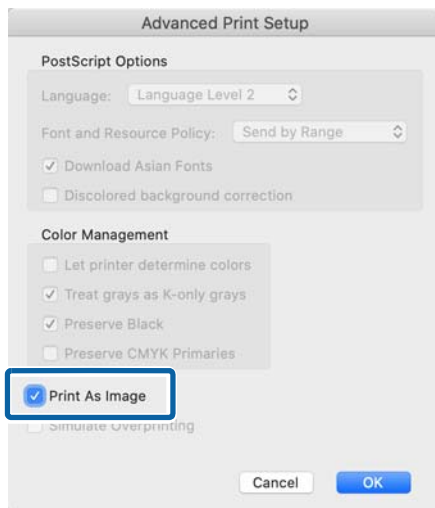 Advanced Print Setup
PostScript Options
Language: Language Level 2
Font and Resource Policy: Send by Range
Download Asian Fonts
Discolored background correction
Color Management
Let printer determine colors
Treat grays as K-only grays
Preserve Black
Preserve CMYK Primaries
Print As Image
Simulate Overprinting
Cancel OK